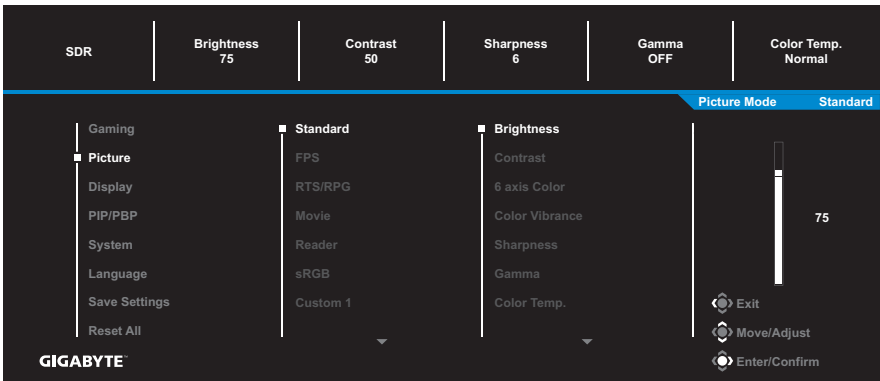 SDR
Brightness
75
Contrast
50
Sharpness
6
Gamma
OFF
Color Temp.
Normal
Picture Mode Standard
Gaming
Picture
Display
PIP/PBP
System
Language
Save Settings
Reset All
Standard
FPS
RTS/RPG
Movie
Reader
sRGB
Custom 1
Brightness
Contrast
6 axis Color
Color Vibrance
Sharpness
Gamma
Color Temp.
75
Exit
Move/Adjust
Enter/Confirm
GIGABYTE™